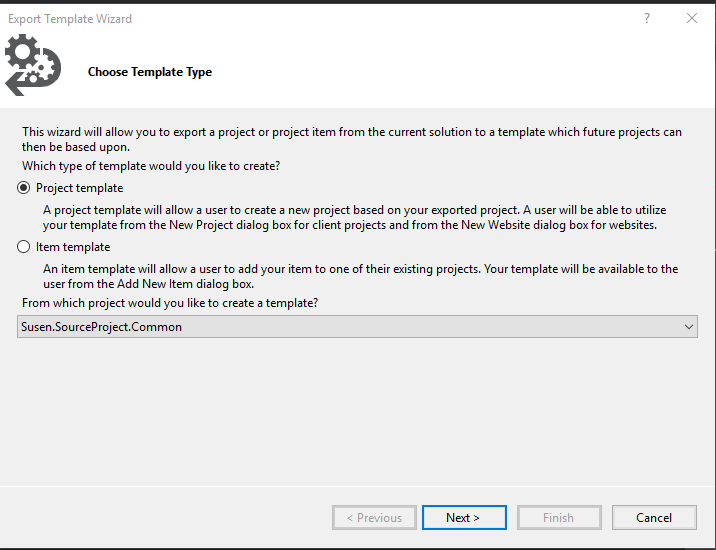 Export Template Wizard
?
Choose Template Type
This wizard will allow you to export a project or project item from the current solution to a template which future projects can
then be based upon.
Which type of template would you like to create?
Project template
A project template will allow a user to create a new project based on your exported project. A user will be able to utilize
your template from the New Project dialog box for client projects and from the New Website dialog box for websites.
Item template
An item template will allow a user to add your item to one of their existing projects. Your template will be available to the
user from the Add New Item dialog box.
From which project would you like to create a template?
Susen.SourceProject.Common
< Previous Next > Finish Cancel